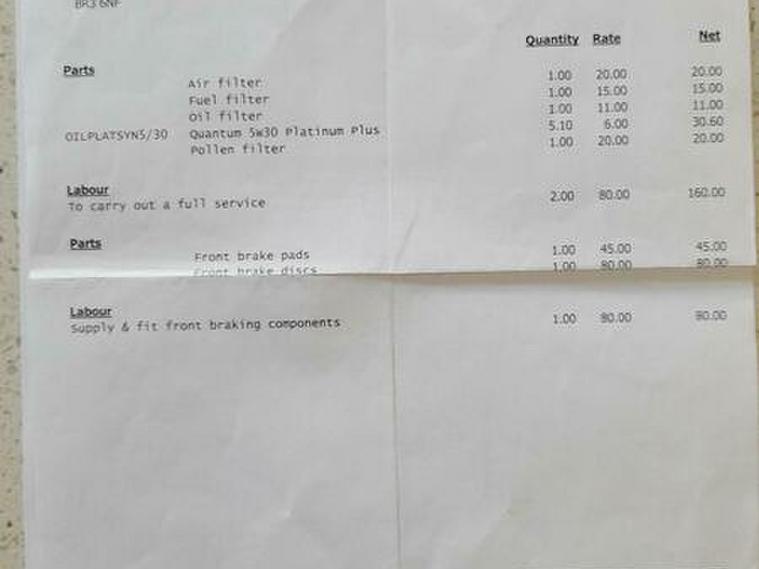 BR3 6NF
Quantity Rate Net
Parts
Air filter 1.00 20.00 20.00
Fuel filter 1.00 15.00 15.00
Oil filter 1.00 11.00 11.00
OILPLATSYN5/30 Quantum 5w30 Platinum Plus 5.10 6.00 30.60
Pollen filter 1.00 20.00 20.00
Labour
To carry out a full service 2.00 80.00 160.00
Parts
Front brake pads 1.00 45.00 45.00
Front brake discs 1.00 80.00 80.00
Labour
Supply & fit front braking components 1.00 80.00 80.00